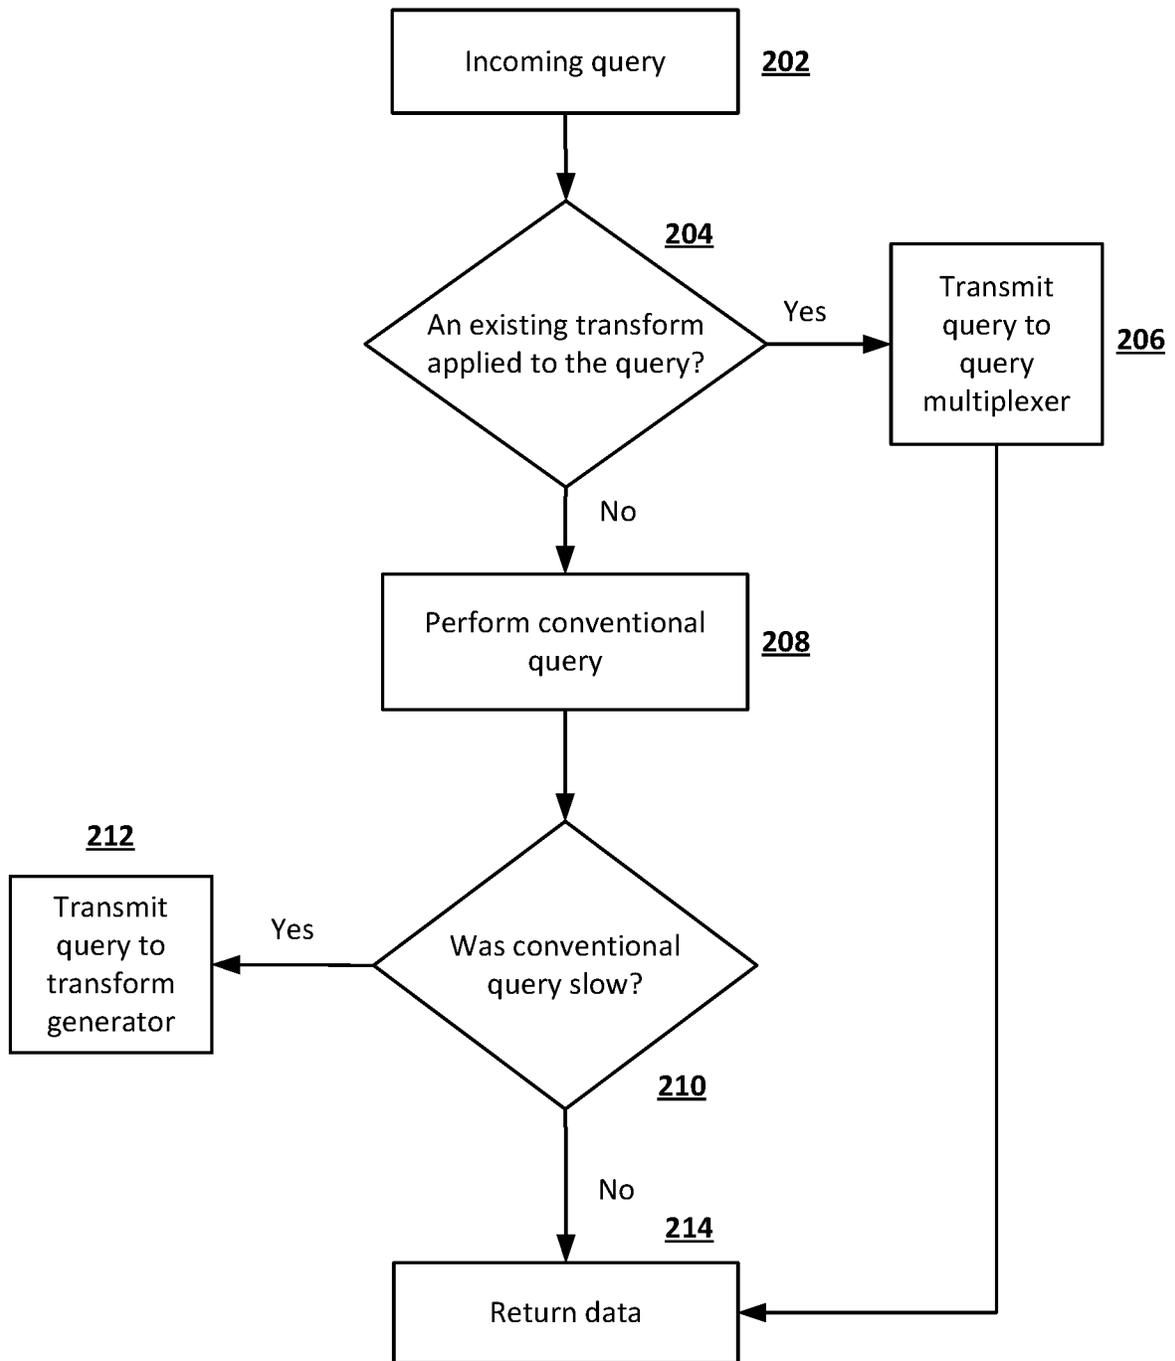 Incoming query
202
204
An existing transform
applied to the query?
Yes
Transmit
query to
query
multiplexer
206
No
Perform conventional
query
208
212
Transmit
query to
transform
generator
Yes
Was conventional
query slow?
210
No
214
Return data